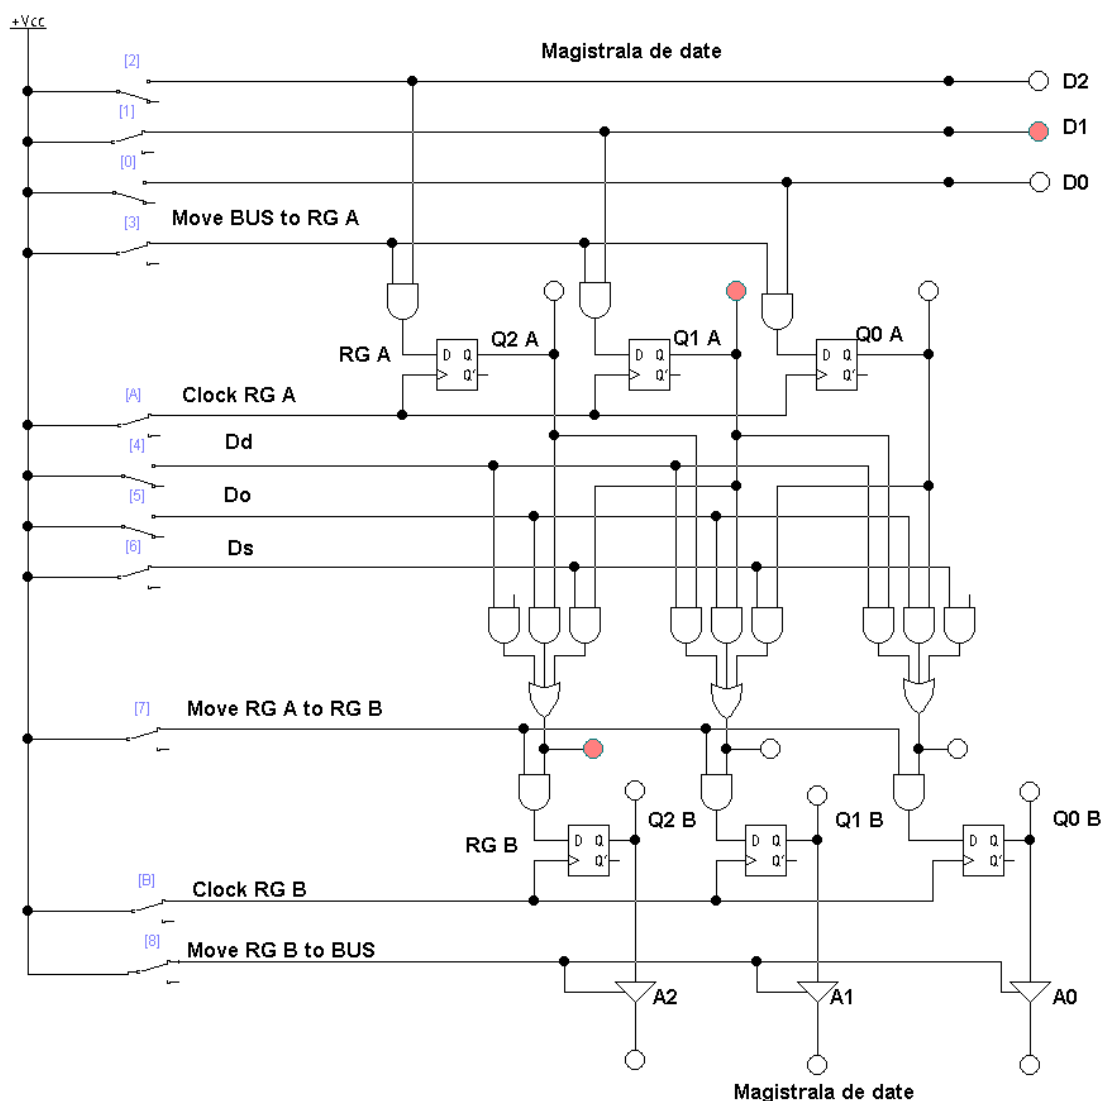 +Vcc
Magistrala de date
[2]
D2
[1]
D1
[0]
D0
[3]
Move BUS to RG A
RG A
D Q
Q'
Q2 A
D Q
Q'
Q1 A
D Q
Q'
Q0 A
[A]
Clock RG A
[4]
Dd
[5]
Do
[6]
Ds
[7]
Move RG A to RG B
RG B
D Q
Q'
Q2 B
D Q
Q'
Q1 B
D Q
Q'
Q0 B
[B]
Clock RG B
[8]
Move RG B to BUS
A2
A1
A0
Magistrala de date